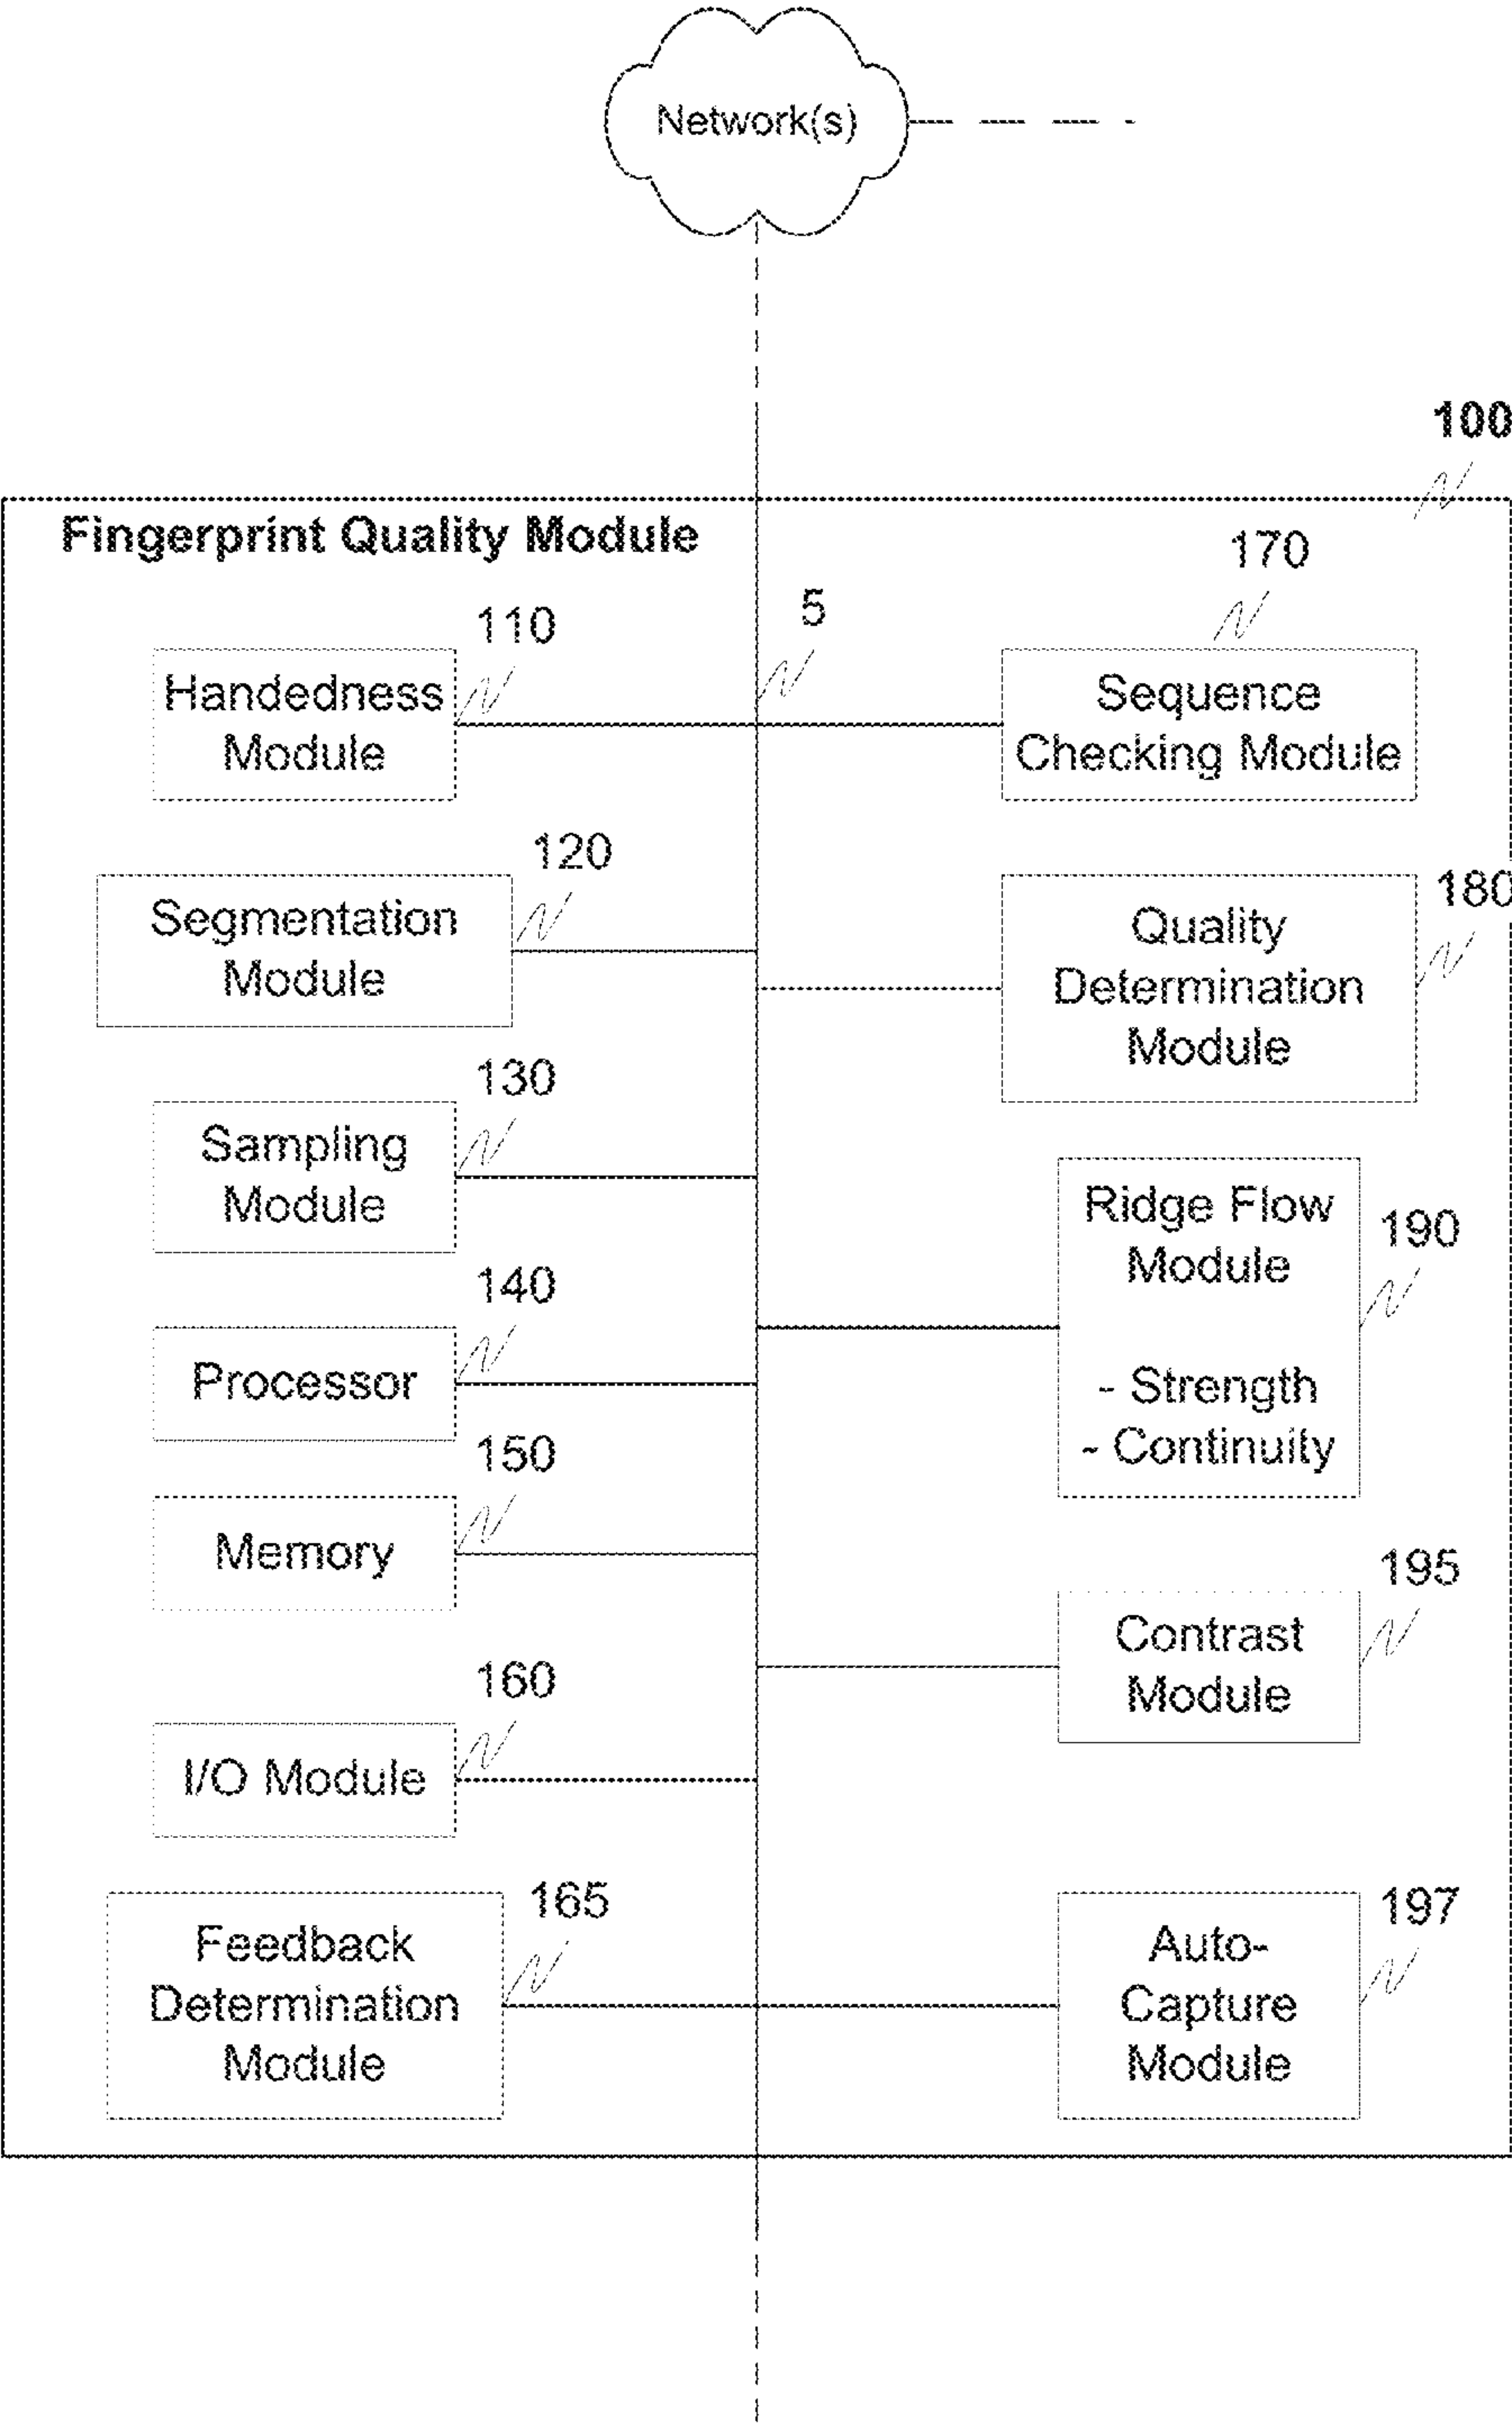 Network(s)
100
Fingerprint Quality Module
110
Handedness
Module
5
170
Sequence
Checking Module
120
Segmentation
Module
180
Quality
Determination
Module
130
Sampling
Module
190
Ridge Flow
Module
- Strength
- Continuity
140
Processor
150
Memory
195
Contrast
Module
160
I/O Module
165
Feedback
Determination
Module
197
Auto-
Capture
Module